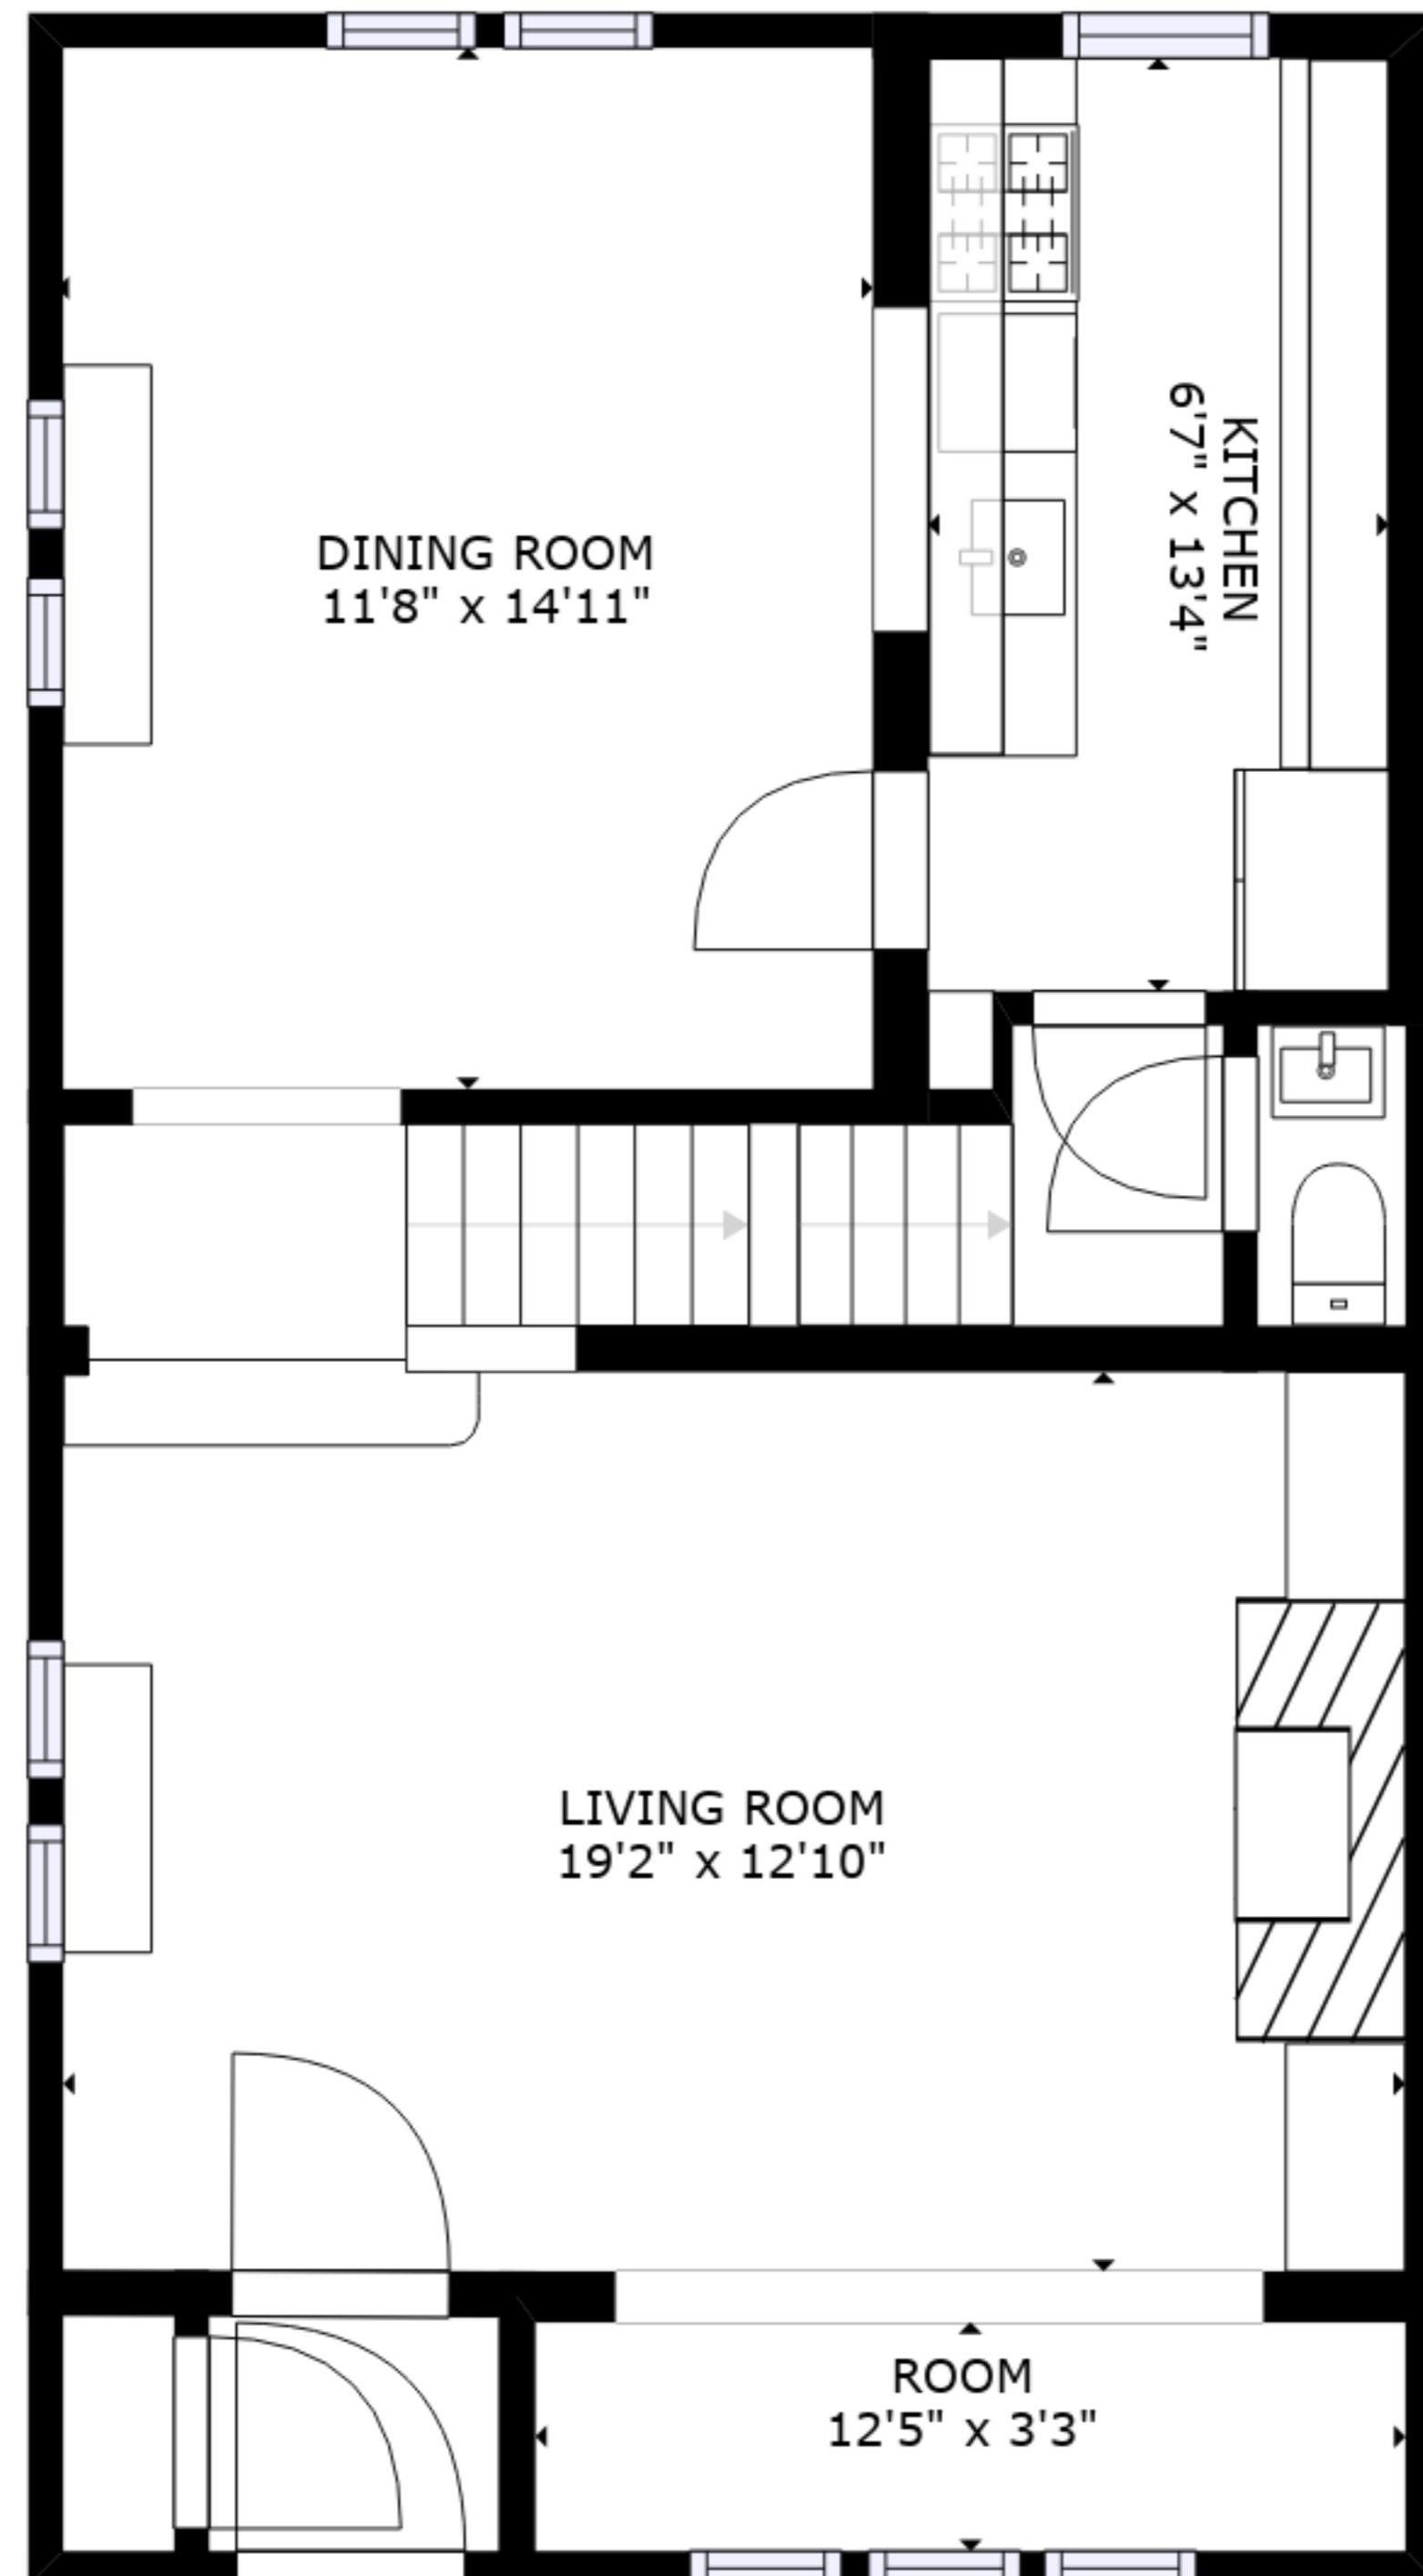 DINING ROOM
11'8" x 14'11"
KITCHEN
6'7" x 13'4"
LIVING ROOM
19'2" x 12'10"
ROOM
12'5" x 3'3"